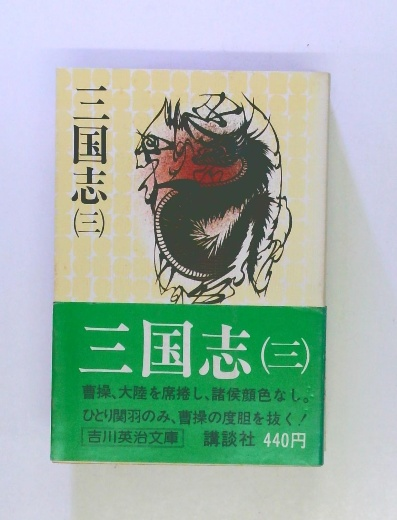 三国志(三)
三国志(三)
曹操、大陸を席捲し、諸侯顔色なし。
ひとり関羽のみ、曹操の度胆を抜く!
吉川英治文庫 講談社 440円